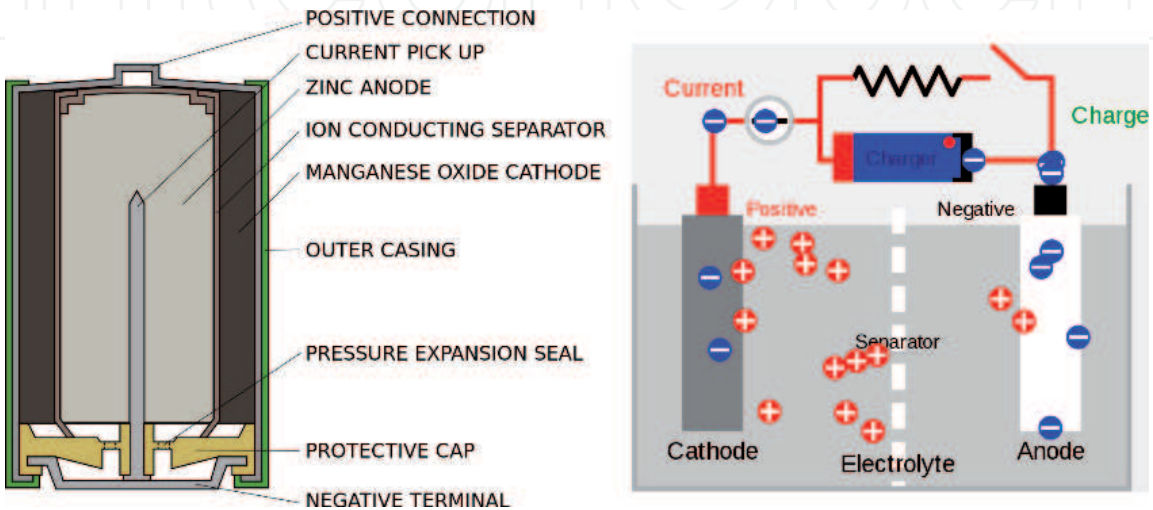 POSITIVE CONNECTION
CURRENT PICK UP
ZINC ANODE
ION CONDUCTING SEPARATOR
MANGANESE OXIDE CATHODE
OUTER CASING
PRESSURE EXPANSION SEAL
PROTECTIVE CAP
NEGATIVE TERMINAL
Current
Charge
Charger
Positive
Negative
Separator
Cathode
Electrolyte
Anode